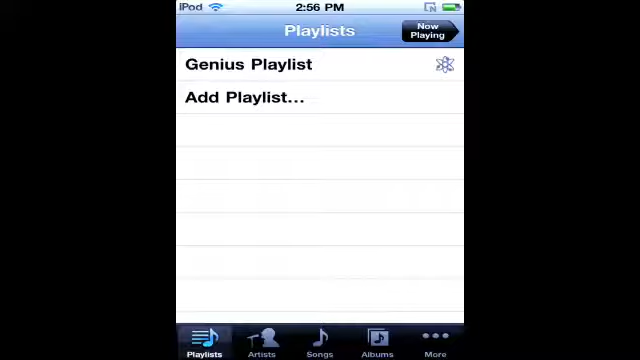 iPod 2:56 PM
Playlists
Now
Playing
Genius Playlist
Add Playlist...
Playlists Artists Songs Albums More